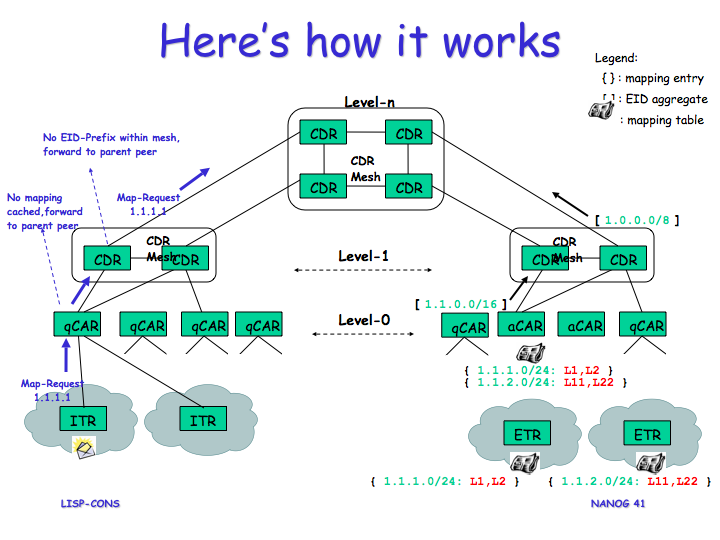 Here's how it works
Legend:
{ } : mapping entry
[ ] : EID aggregate
: mapping table
Level-n
CDR
CDR
CDR
Mesh
CDR
CDR
No EID-Prefix within mesh,
forward to parent peer
No mapping
cached,forward
to parent peer
Map-Request
1.1.1.1
[ 1.0.0.0/8 ]
CDR
Mesh
CDR
CDR
Level-1
CDR
Mesh
CDR
CDR
[ 1.1.0.0/16 ]
Level-0
qCAR
qCAR
qCAR
qCAR
qCAR
aCAR
aCAR
qCAR
{ 1.1.1.0/24: L1,L2 }
{ 1.1.2.0/24: L11,L22 }
Map-Request
1.1.1.1
ITR
ITR
ETR
ETR
{ 1.1.1.0/24: L1,L2 }
{ 1.1.2.0/24: L11,L22 }
LISP-CONS
NANOG 41